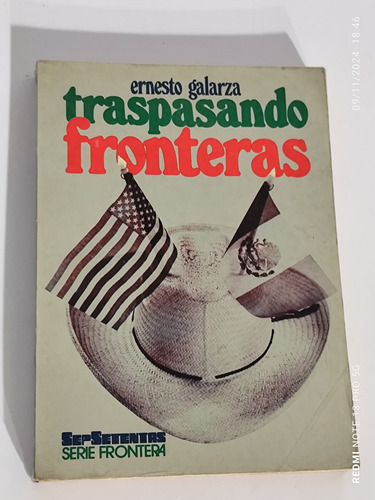 ernesto galarza
traspasando
fronteras
SepSETENTAS
SERIE FRONTERA
09/11/2024 18:46
REDMI NOTE 13 PRO 5G